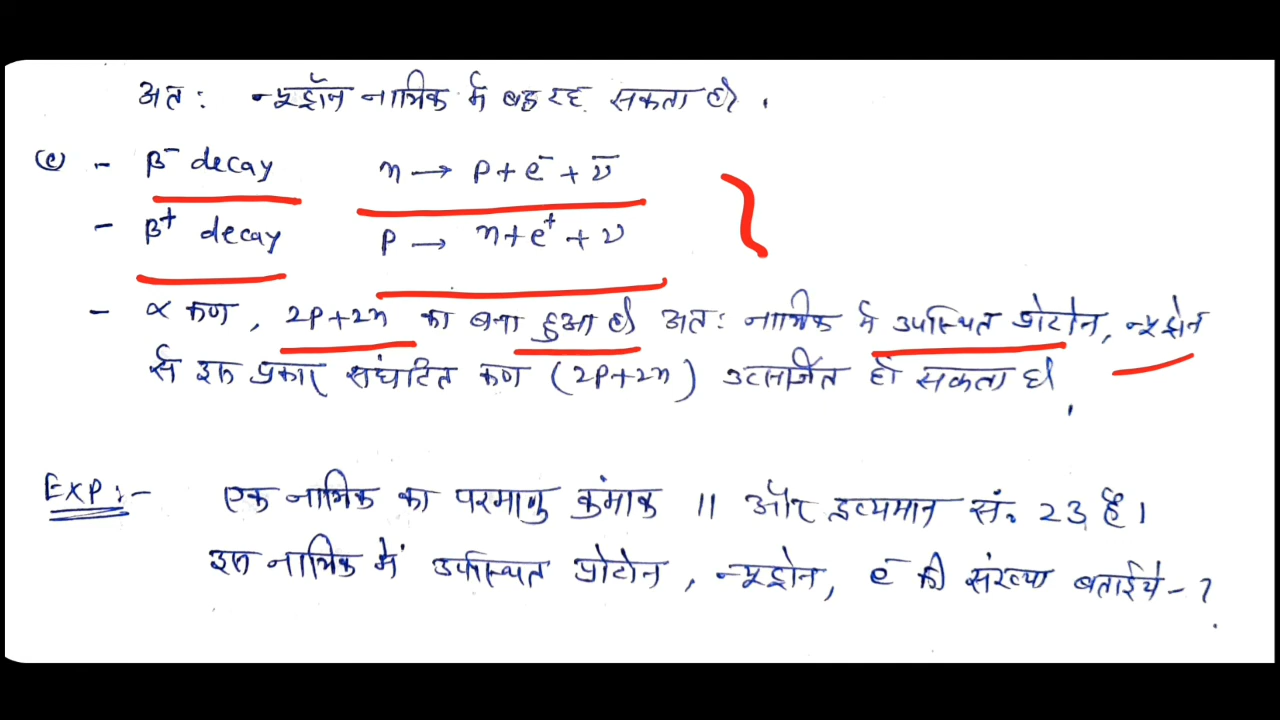 अत: न्यूट्रॉन नाभिक में बद्ध रह सकता है।
(e) - β⁻ decay n → p + e⁻ + ν̄
- β⁺ decay p → n + e⁺ + ν
- α कण, 2p+2n का बना हुआ है। अत: नाभिक में उपस्थित प्रोटोन, न्यूट्रोन
से इस प्रकार संघटित कण (2p+2n) उत्सर्जित हो सकता है।
Exp:- एक नाभिक का परमाणु कुंमाक 11 और द्रव्यमान सं. 23 है।
इस नाभिक में उपस्थित प्रोटोन, न्यूट्रोन, e⁻ की संख्या बताईये - ?